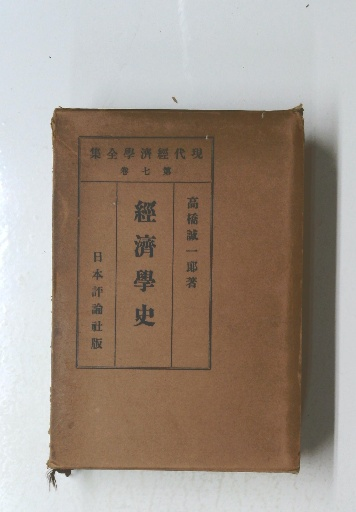 現代經濟學全集
第七卷
高橋誠一郎著
經濟學史
日本評論社版